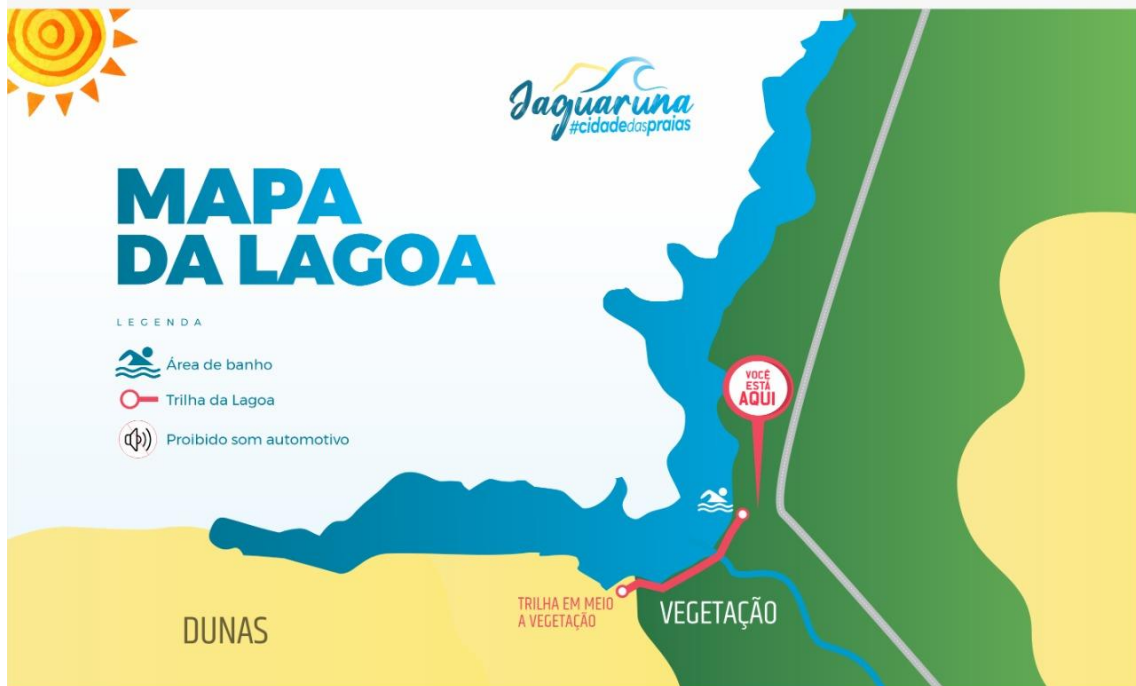 Jaguaruna
#cidadedaspraias
MAPA
DA LAGOA
LEGENDA
Área de banho
Trilha da Lagoa
Proibido som automotivo
VOCÊ
ESTÁ
AQUI
TRILHA EM MEIO
A VEGETAÇÃO
VEGETAÇÃO
DUNAS